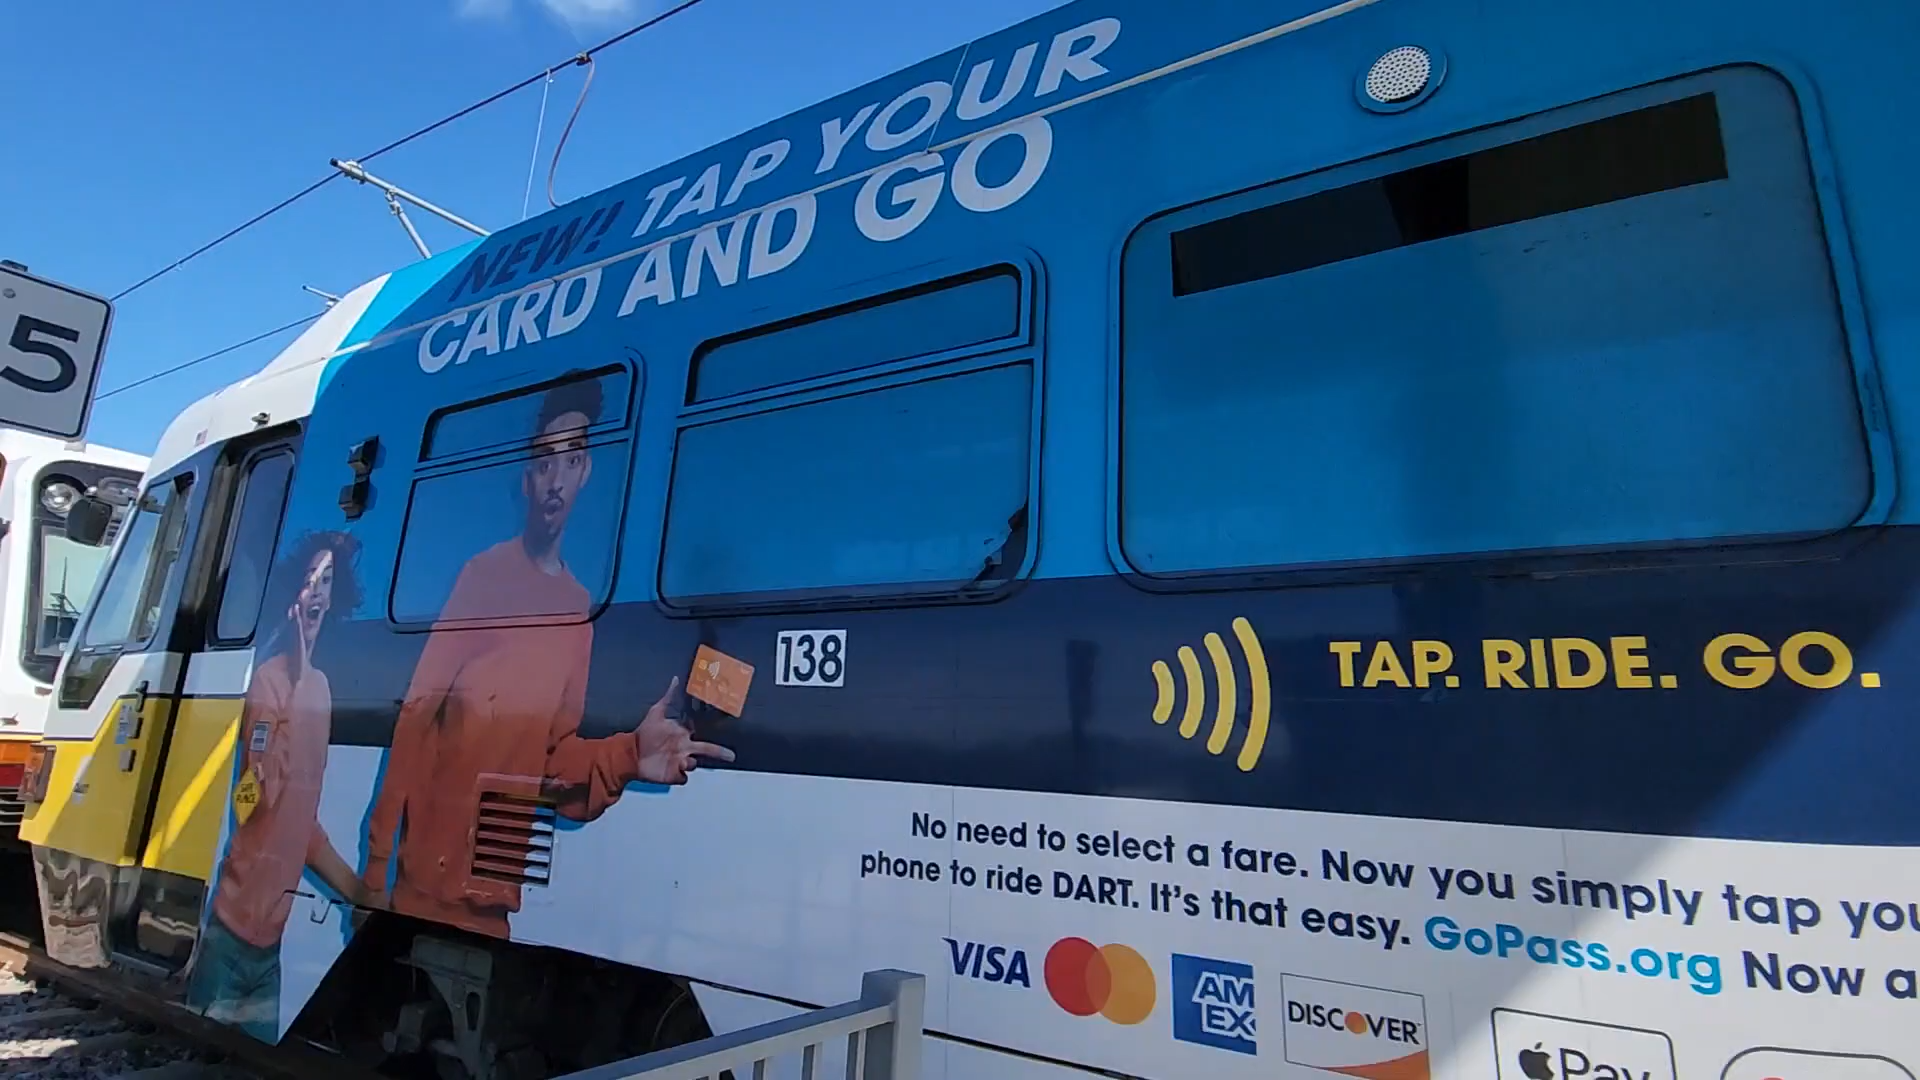 NEW! TAP YOUR
CARD AND GO
5
138
TAP. RIDE. GO.
No need to select a fare. Now you simply tap
phone to ride DART. It's that easy. GoPass.org Now
VISA
AM
EX
DISCOVER
Pay